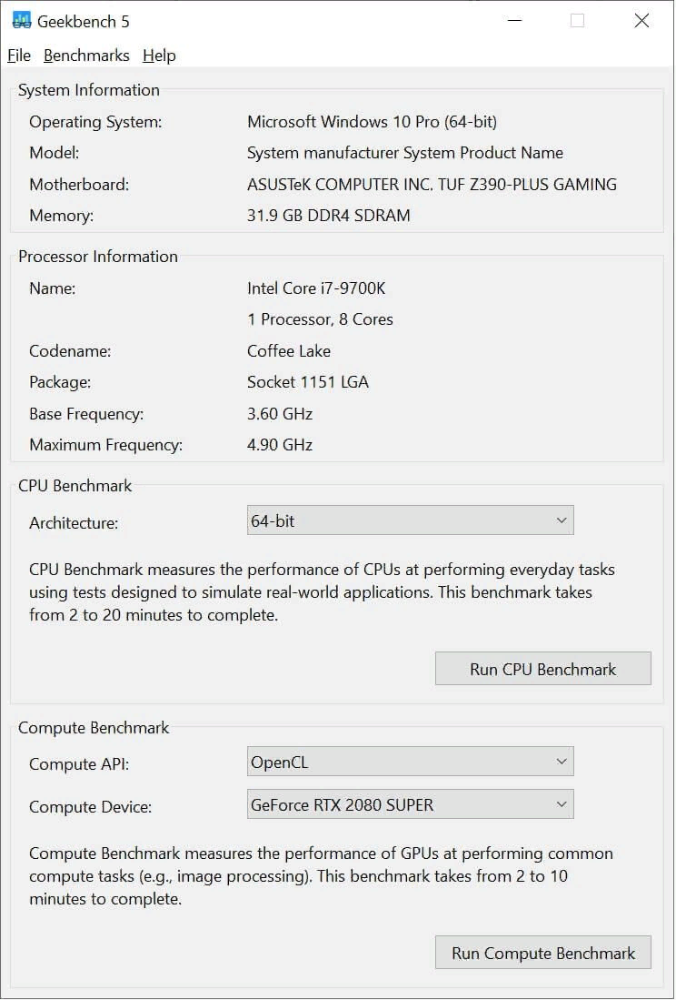 Geekbench 5
File Benchmarks Help
System Information
Operating System: Microsoft Windows 10 Pro (64-bit)
Model: System manufacturer System Product Name
Motherboard: ASUSTeK COMPUTER INC. TUF Z390-PLUS GAMING
Memory: 31.9 GB DDR4 SDRAM
Processor Information
Name: Intel Core i7-9700K
1 Processor, 8 Cores
Codename: Coffee Lake
Package: Socket 1151 LGA
Base Frequency: 3.60 GHz
Maximum Frequency: 4.90 GHz
CPU Benchmark
Architecture: 64-bit
CPU Benchmark measures the performance of CPUs at performing everyday tasks
using tests designed to simulate real-world applications. This benchmark takes
from 2 to 20 minutes to complete.
Run CPU Benchmark
Compute Benchmark
Compute API: OpenCL
Compute Device: GeForce RTX 2080 SUPER
Compute Benchmark measures the performance of GPUs at performing common
compute tasks (e.g., image processing). This benchmark takes from 2 to 10
minutes to complete.
Run Compute Benchmark